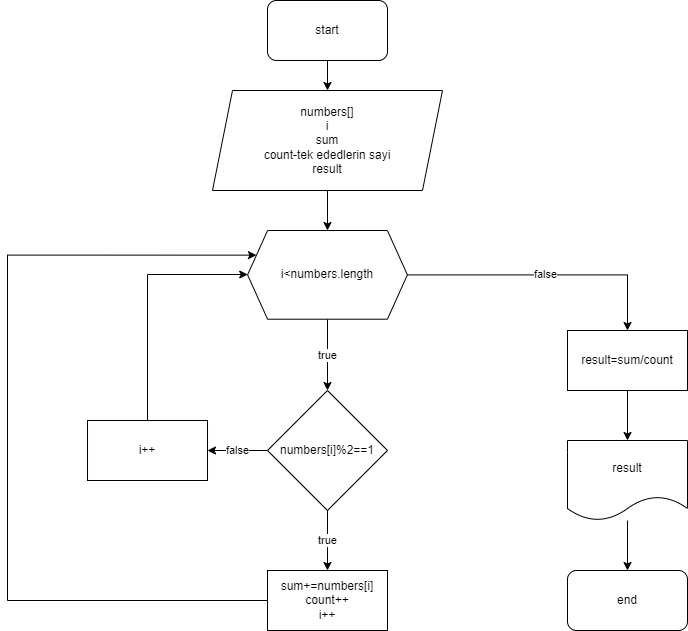 start
numbers[]
i
sum
count-tek ededlerin sayi
result
i<numbers.length
false
result=sum/count
true
numbers[i]%2==1
false
i++
result
true
sum+=numbers[i]
count++
i++
end